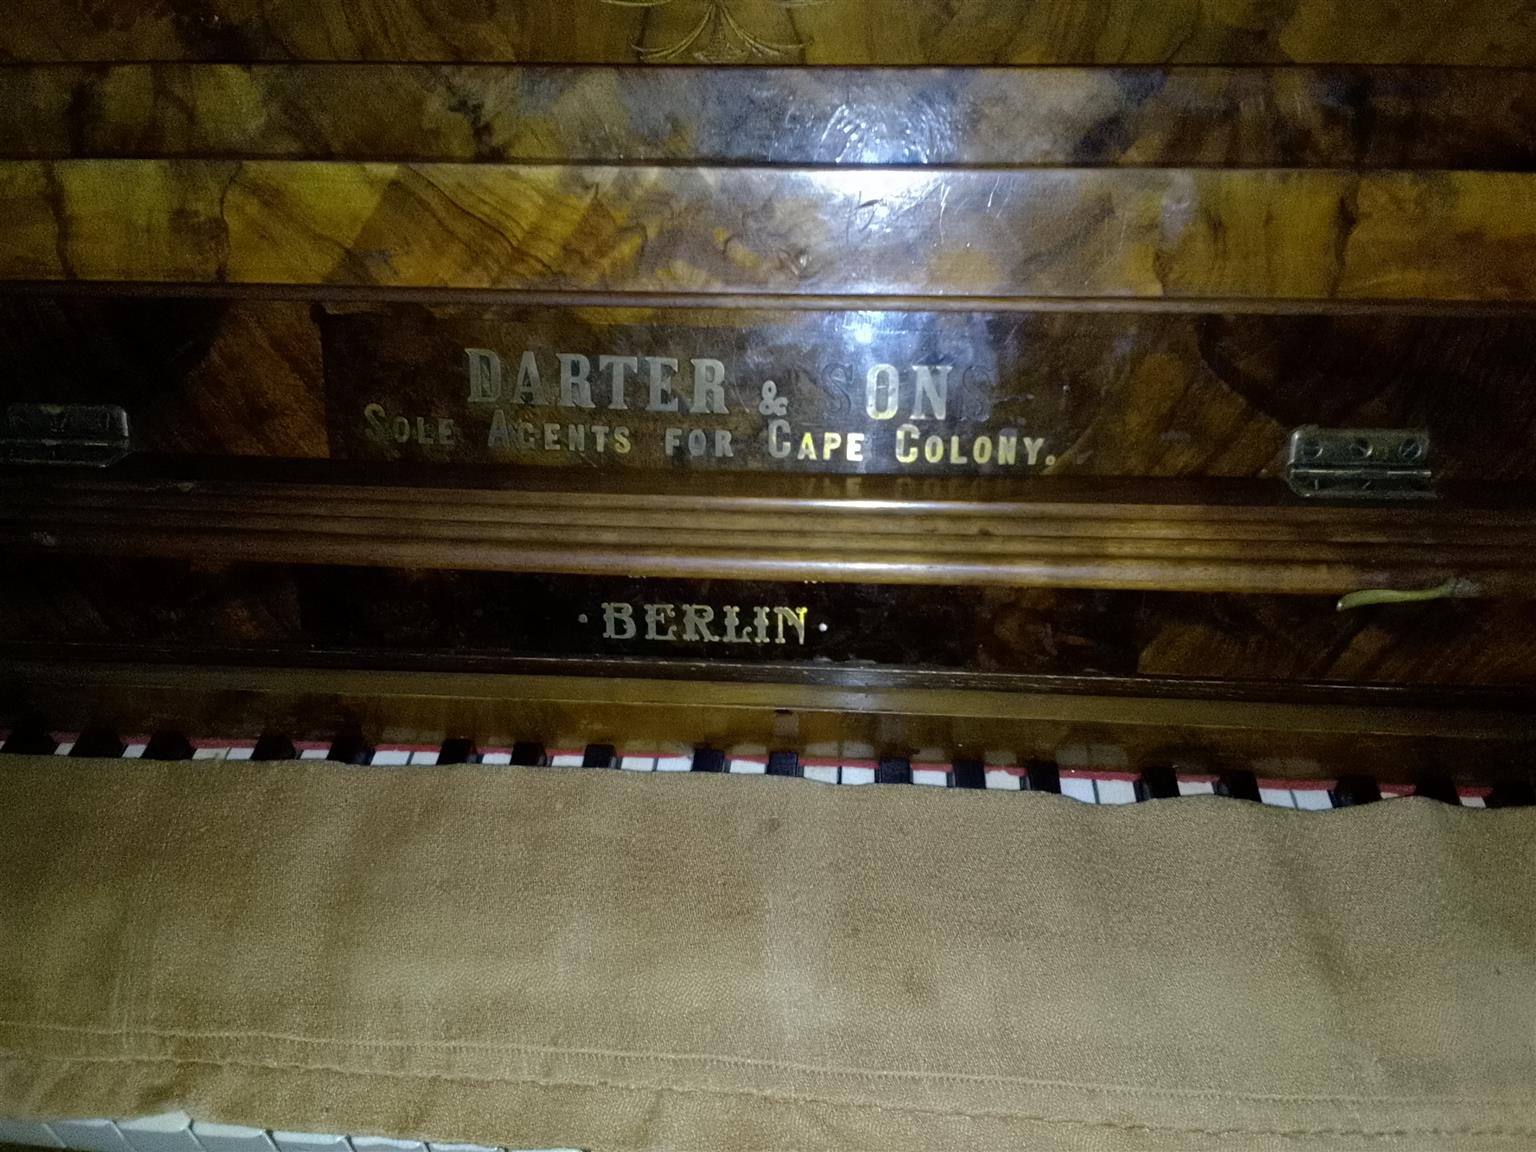 DARTER & SONS
SOLE AGENTS FOR CAPE COLONY.
· BERLIN ·